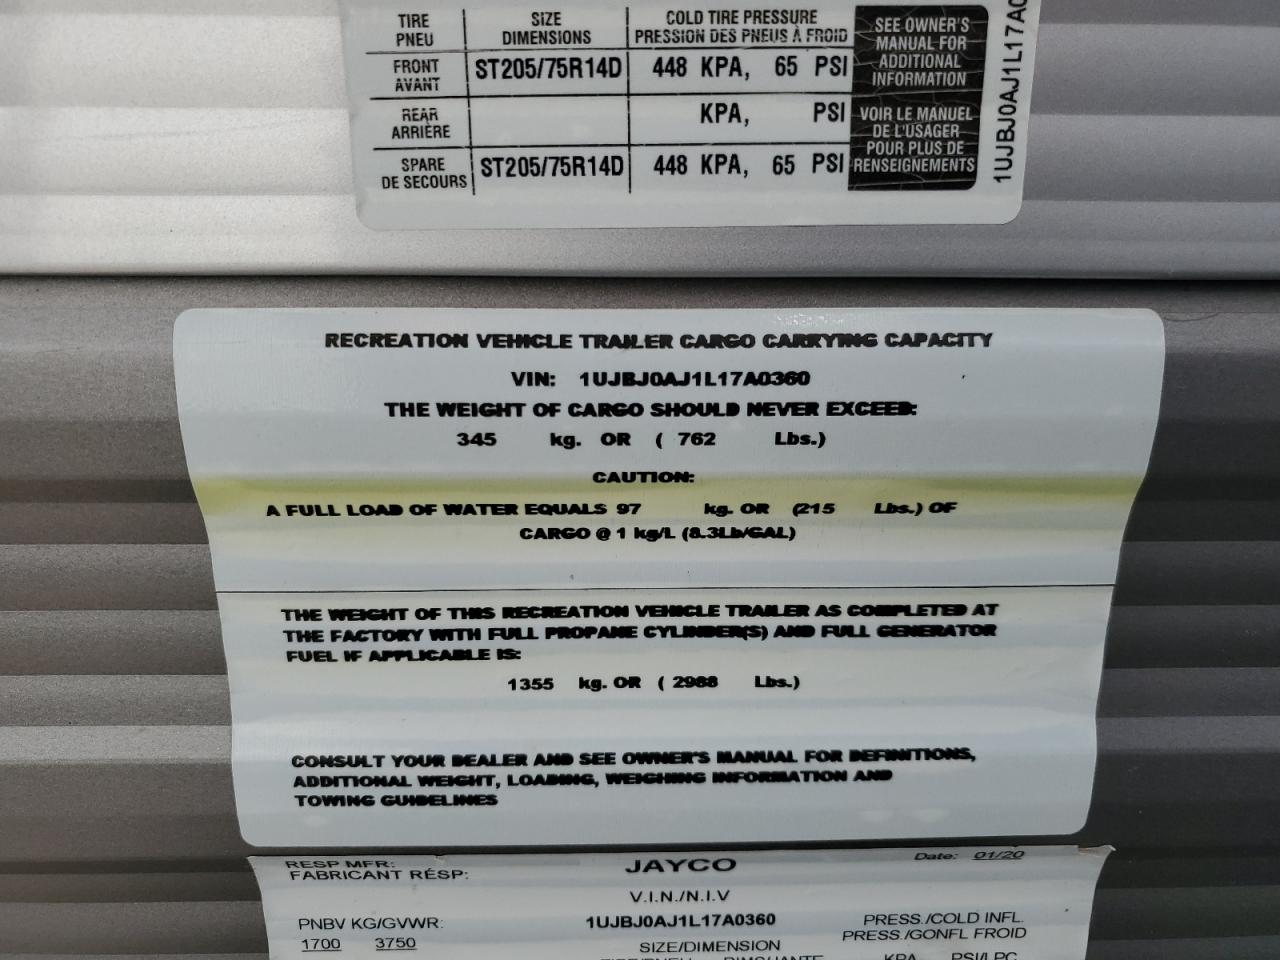 TIRE SIZE COLD TIRE PRESSURE
PNEU DIMENSIONS PRESSION DES PNEUS À FROID
FRONT ST205/75R14D 448 KPA, 65 PSI
AVANT
REAR KPA, PSI
ARRIÈRE
SPARE ST205/75R14D 448 KPA, 65 PSI
DE SECOURS
SEE OWNER'S
MANUAL FOR
ADDITIONAL
INFORMATION
VOIR LE MANUEL
DE L'USAGER
POUR PLUS DE
RENSEIGNEMENTS
1UJBJ0AJ1L17A0
RECREATION VEHICLE TRAILER CARGO CARRYING CAPACITY
VIN: 1UJBJ0AJ1L17A0360
THE WEIGHT OF CARGO SHOULD NEVER EXCEED:
345 kg. OR ( 762 Lbs.)
CAUTION:
A FULL LOAD OF WATER EQUALS 97 kg. OR (215 Lbs.) OF
CARGO @ 1 kg/L (8.3Lb/GAL)
THE WEIGHT OF THIS RECREATION VEHICLE TRAILER AS COMPLETED AT
THE FACTORY WITH FULL PROPANE CYLINDER(S) AND FULL GENERATOR
FUEL IF APPLICABLE IS:
1355 kg. OR ( 2988 Lbs.)
CONSULT YOUR DEALER AND SEE OWNER'S MANUAL FOR DEFINITIONS,
ADDITIONAL WEIGHT, LOADING, WEIGHING INFORMATION AND
TOWING GUIDELINES
RESP MFR: JAYCO Date: 01/20
FABRICANT RÉSP:
V.I.N./N.I.V
PNBV KG/GVWR: 1UJBJ0AJ1L17A0360 PRESS./COLD INFL.
1700 3750 PRESS./GONFL FROID
SIZE/DIMENSION
KPA PSI/LPC